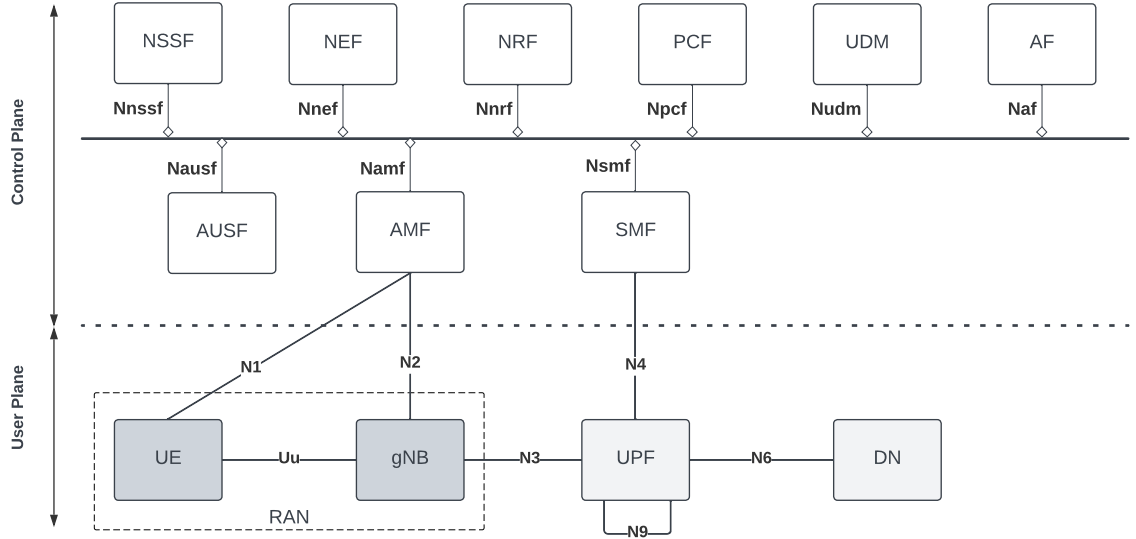 NSSF
NEF
NRF
PCF
UDM
AF
Nnssf
Nnef
Nnrf
Npcf
Nudm
Naf
Control Plane
Nausf
Namf
Nsmf
AUSF
AMF
SMF
User Plane
N1
N2
N4
UE
Uu
gNB
N3
UPF
N6
DN
RAN
N9